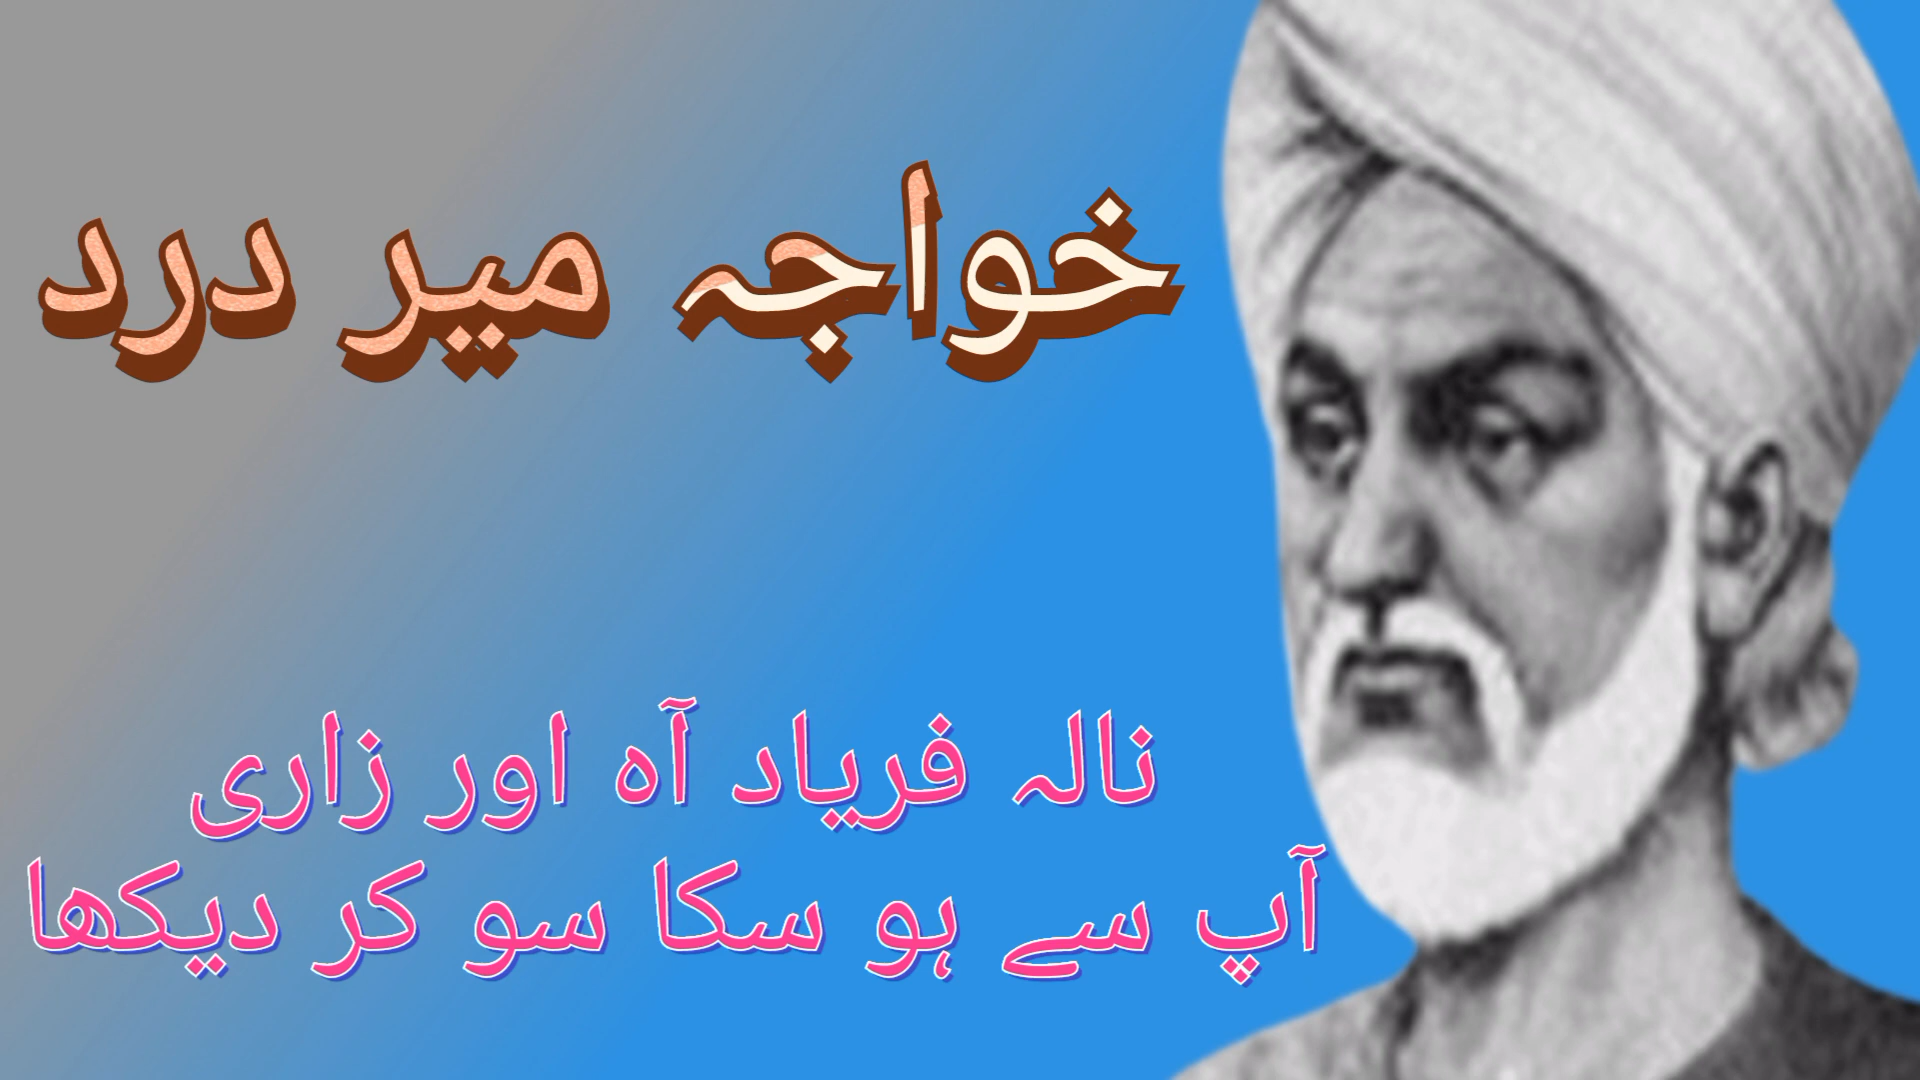 خواجہ میر درد
نالہ فریاد آہ اور زاری
آپ سے ہو سکا سو کر دیکھا